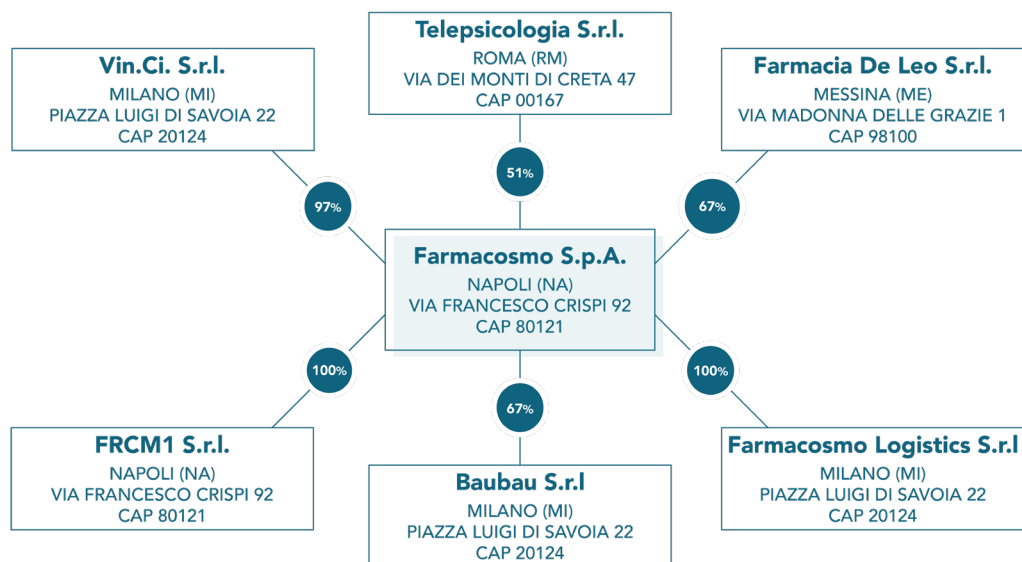 Telepsicologia S.r.l.
ROMA (RM)
VIA DEI MONTI DI CRETA 47
CAP 00167
Vin.Ci. S.r.l.
MILANO (MI)
PIAZZA LUIGI DI SAVOIA 22
CAP 20124
Farmacia De Leo S.r.l.
MESSINA (ME)
VIA MADONNA DELLE GRAZIE 1
CAP 98100
51%
97%
67%
Farmacosmo S.p.A.
NAPOLI (NA)
VIA FRANCESCO CRISPI 92
CAP 80121
100%
67%
100%
FRCM1 S.r.l.
NAPOLI (NA)
VIA FRANCESCO CRISPI 92
CAP 80121
Baubau S.r.l
MILANO (MI)
PIAZZA LUIGI DI SAVOIA 22
CAP 20124
Farmacosmo Logistics S.r.l
MILANO (MI)
PIAZZA LUIGI DI SAVOIA 22
CAP 20124